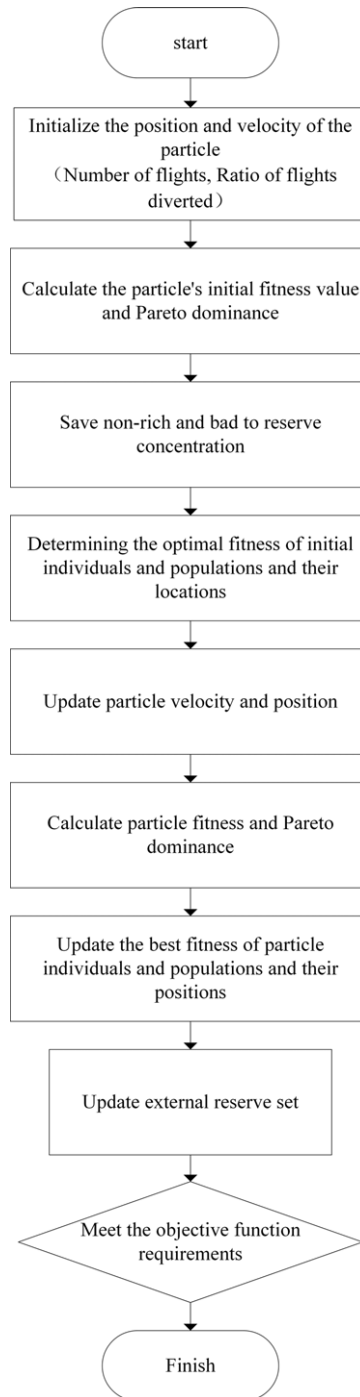 start
Initialize the position and velocity of the
particle
（Number of flights, Ratio of flights
diverted）
Calculate the particle's initial fitness value
and Pareto dominance
Save non-rich and bad to reserve
concentration
Determining the optimal fitness of initial
individuals and populations and their
locations
Update particle velocity and position
Calculate particle fitness and Pareto
dominance
Update the best fitness of particle
individuals and populations and their
positions
Update external reserve set
Meet the objective function
requirements
Finish